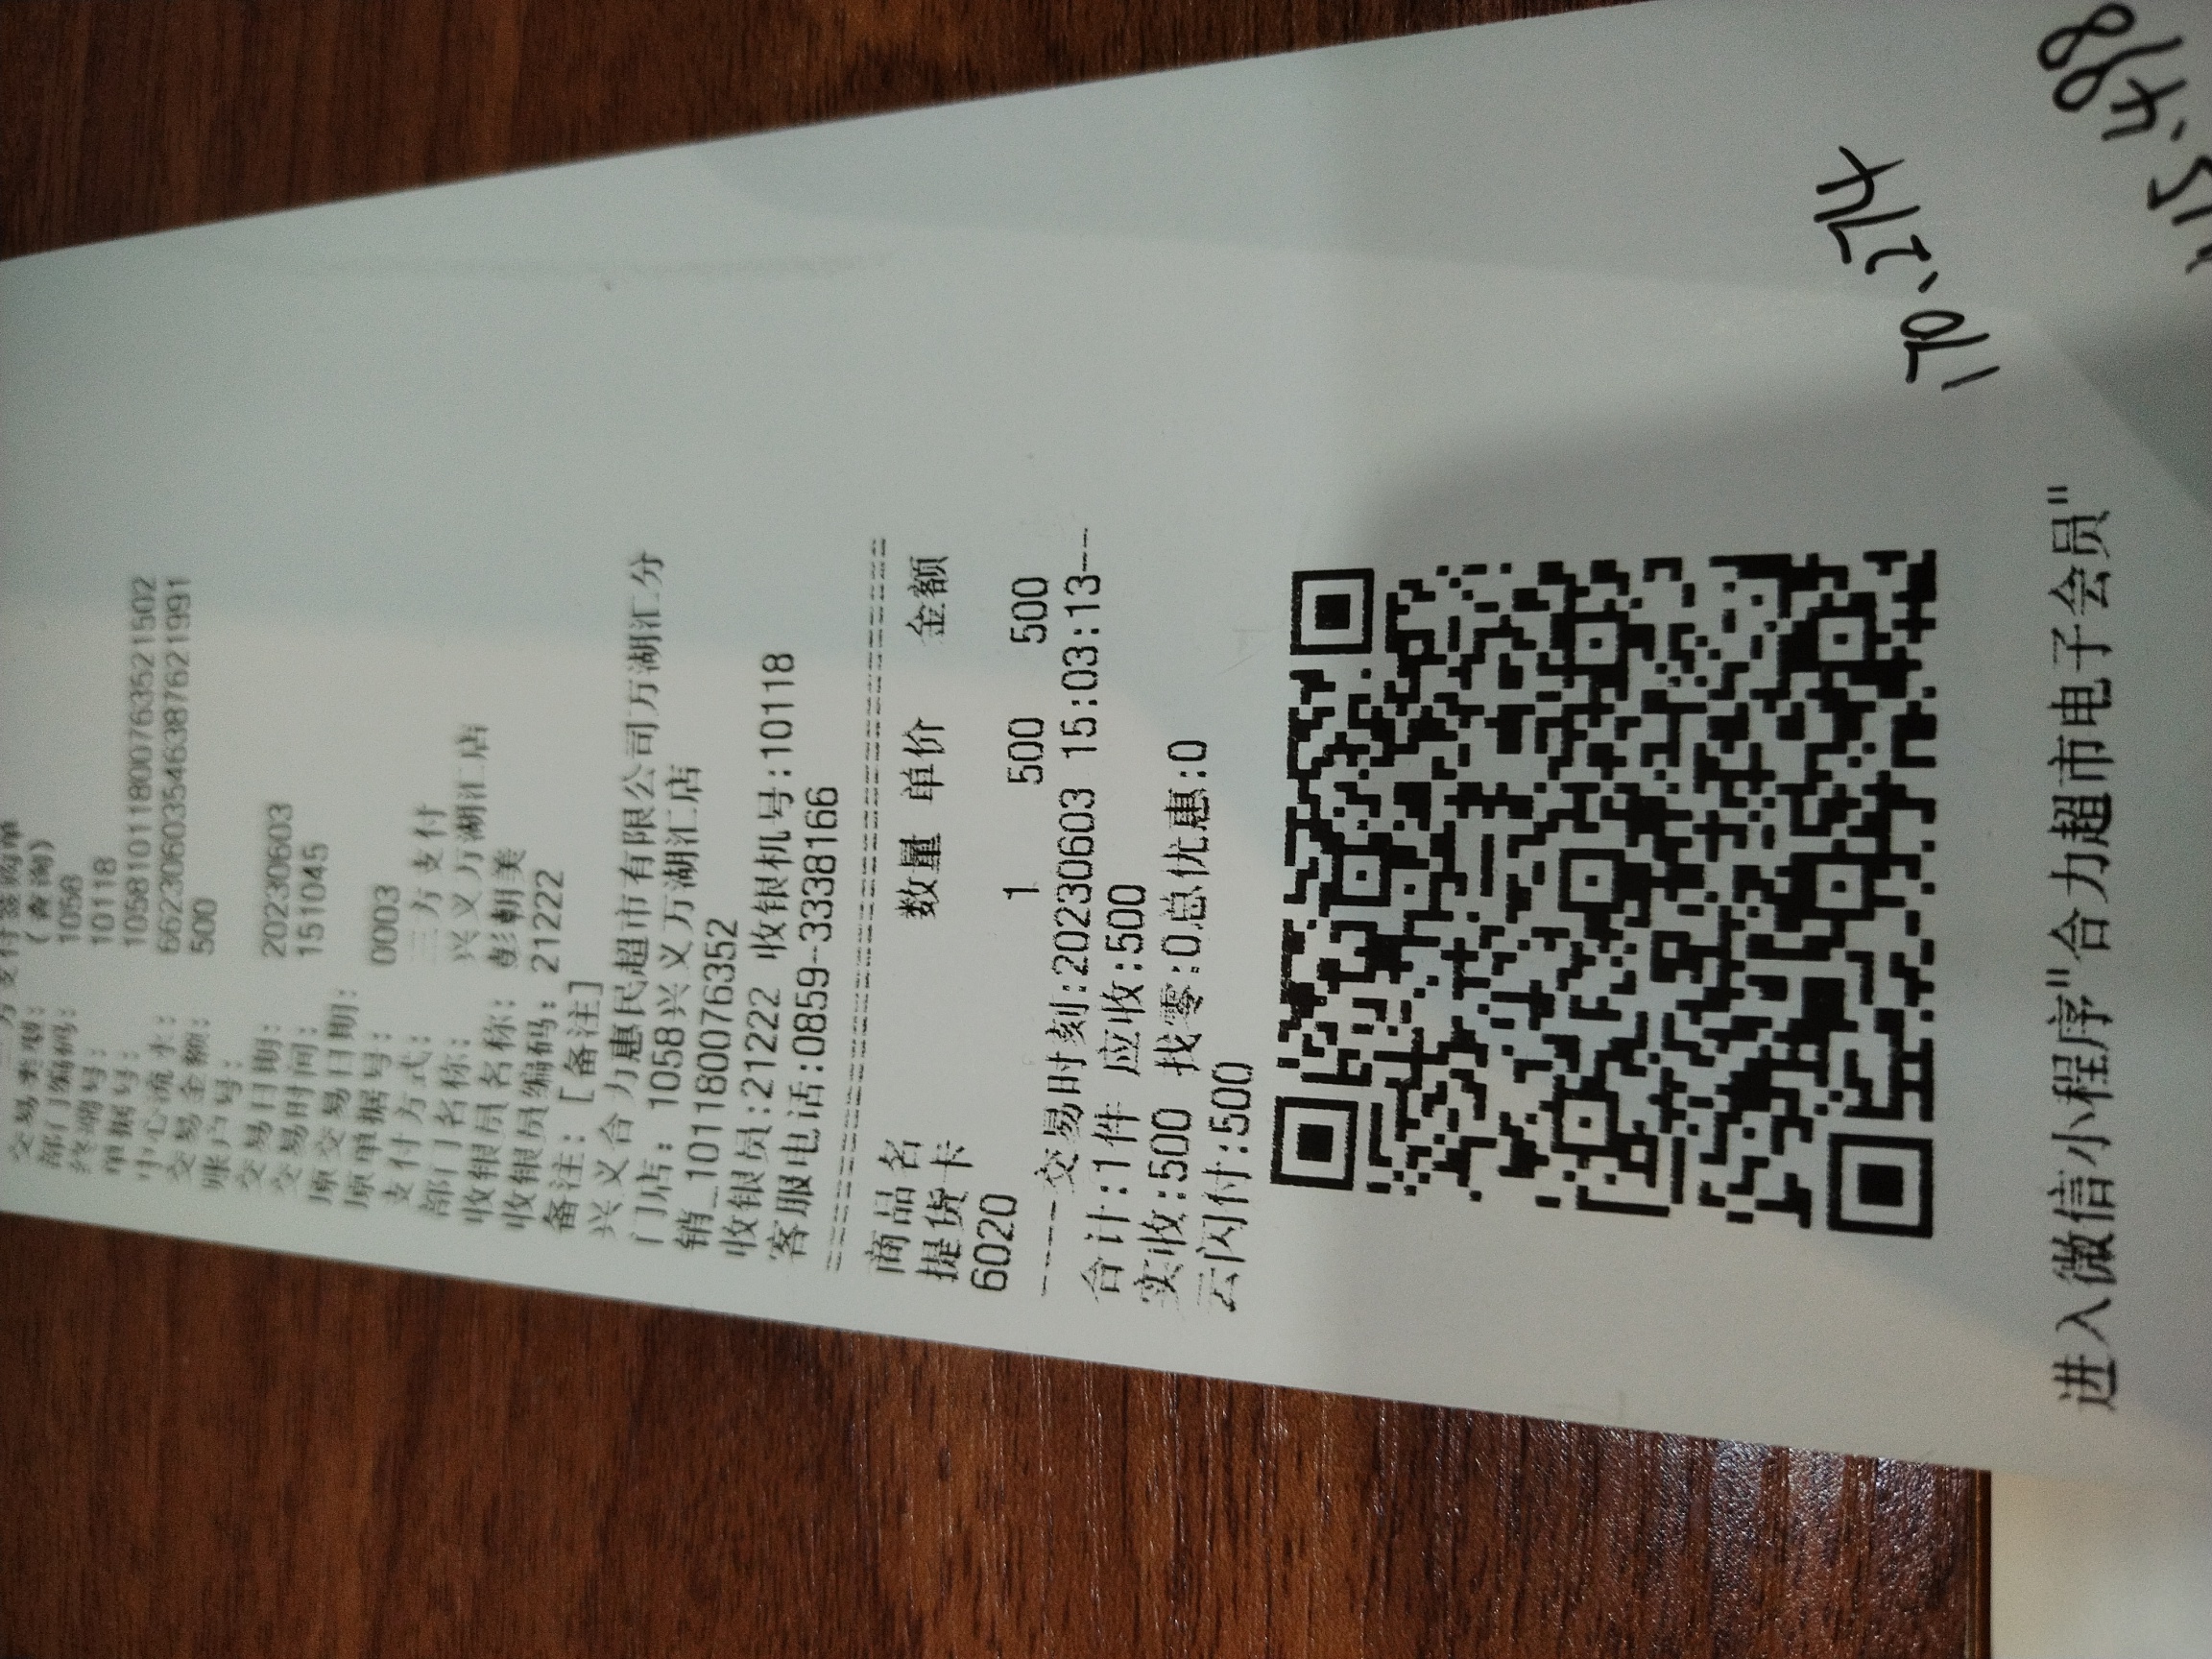 支付签购单
交易类型: (查询)
部门编码: 1058
终端号: 10118
单据号: 1058101180076352​1502
中心流水: 6622306033546387621991
交易金额: 500
账户号:
交易日期: 20230603
交易时间: 151045
原交易日期:
原单据号: 0003
支付方式: 三方支付
部门名称: 兴义万湖汇店
收银员名称: 彭朝美
收银员编码: 21222
备注: [备注]
兴义合力惠民超市有限公司万湖汇分
门店: 1058兴义万湖汇店
销_101180076352
收银员:21222 收银机号:10118
客服电话:0859-3338166
商品名 数量 单价 金额
提货卡
6020 1 500 500
----交易时刻:20230603 15:03:13--
合计:1件 应收:500
实收:500 找零:0总优惠:0
云闪付:500
进入微信小程序"合力超市电子会员"